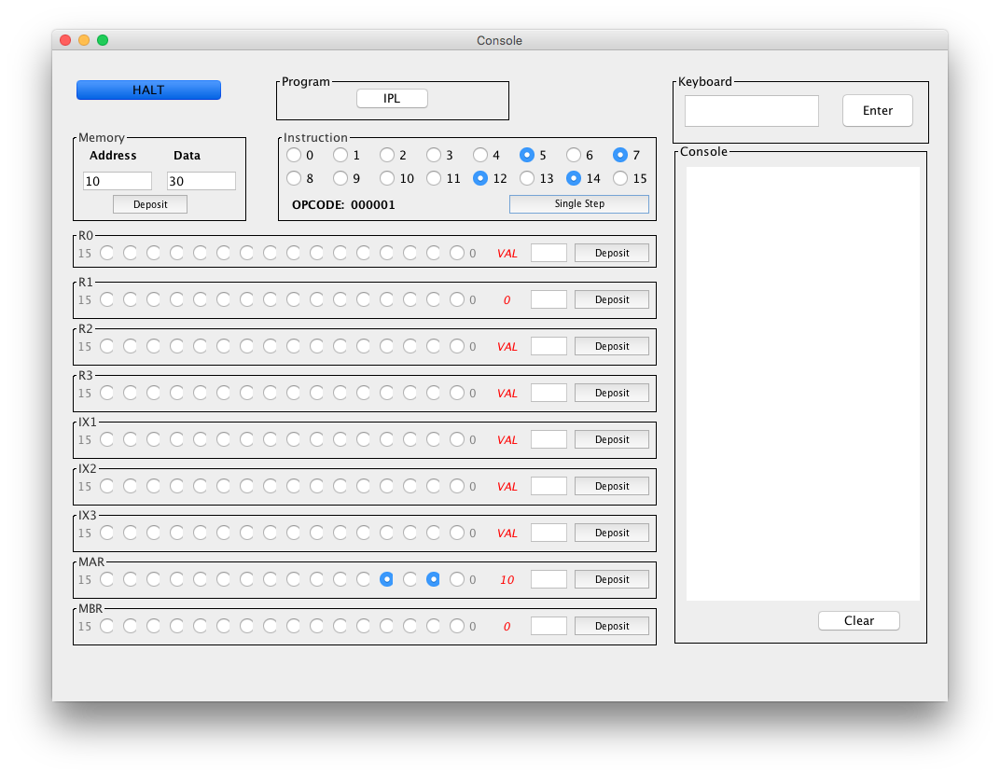 Console
HALT
Program
IPL
Keyboard
Enter
Memory
Address Data
10 30
Deposit
Instruction
0 1 2 3 4 5 6 7
8 9 10 11 12 13 14 15
OPCODE: 000001 Single Step
Console
R0
15 0 VAL Deposit
R1
15 0 0 Deposit
R2
15 0 VAL Deposit
R3
15 0 VAL Deposit
IX1
15 0 VAL Deposit
IX2
15 0 VAL Deposit
IX3
15 0 VAL Deposit
MAR
15 0 10 Deposit
MBR
15 0 0 Deposit
Clear